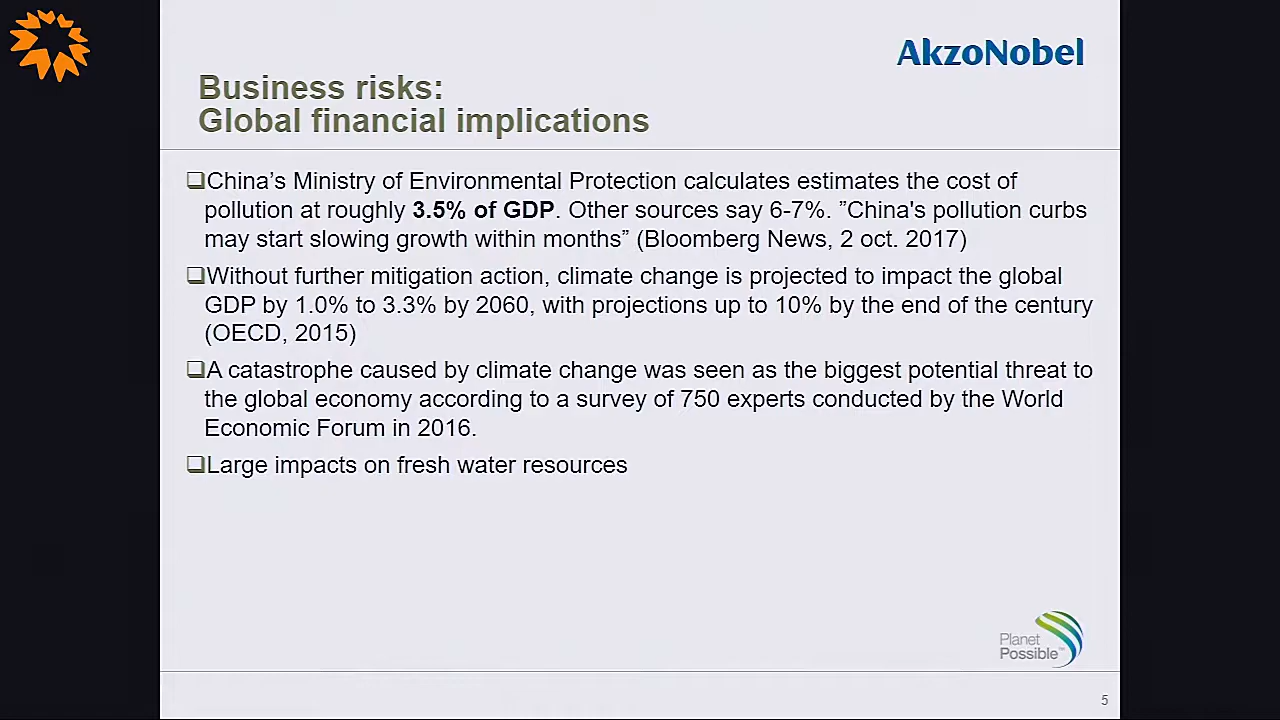 AkzoNobel
Business risks:
Global financial implications
❑China’s Ministry of Environmental Protection calculates estimates the cost of
pollution at roughly 3.5% of GDP. Other sources say 6-7%. ”China's pollution curbs
may start slowing growth within months” (Bloomberg News, 2 oct. 2017)
❑Without further mitigation action, climate change is projected to impact the global
GDP by 1.0% to 3.3% by 2060, with projections up to 10% by the end of the century
(OECD, 2015)
❑A catastrophe caused by climate change was seen as the biggest potential threat to
the global economy according to a survey of 750 experts conducted by the World
Economic Forum in 2016.
❑Large impacts on fresh water resources
Planet
Possible™
5